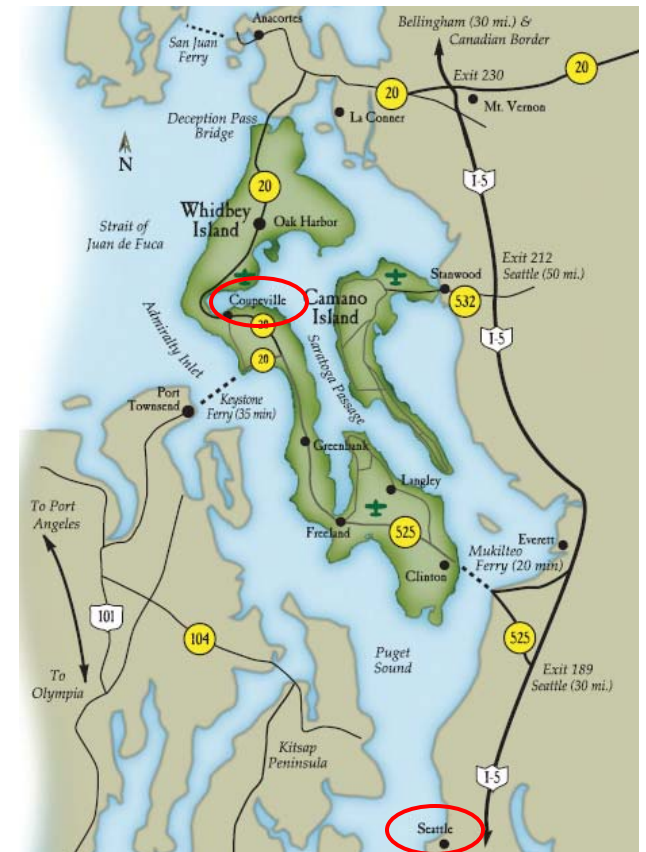 Anacortes
Bellingham (30 mi.) &
Canadian Border
San Juan
Ferry
Exit 230
20
20
Mt. Vernon
La Conner
Deception Pass
Bridge
N
I-5
20
Whidbey
Island
Oak Harbor
Strait of
Juan de Fuca
Exit 212
Seattle (50 mi.)
Stanwood
532
Coupeville
Camano
Island
20
I-5
Admiralty Inlet
Saratoga Passage
20
Port
Townsend
Keystone
Ferry (35 min)
Greenbank
Langley
To Port
Angeles
Freeland
525
Everett
Mukilteo
Ferry (20 min)
Clinton
101
104
525
Puget
Sound
Exit 189
Seattle (30 mi.)
To
Olympia
Kitsap
Peninsula
I-5
Seattle